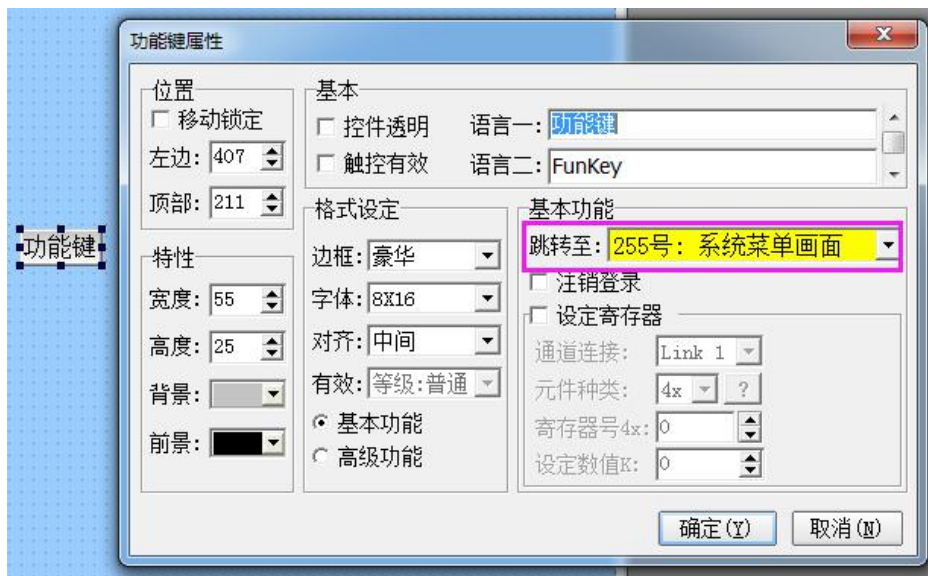 功能键属性
功能键
位置
移动锁定
左边: 407
顶部: 211
特性
宽度: 55
高度: 25
背景:
前景:
基本
控件透明 语言一: 功能键
触控有效 语言二: FunKey
格式设定
边框: 豪华
字体: 8X16
对齐: 中间
有效: 等级:普通
基本功能
高级功能
基本功能
跳转至: 255号: 系统菜单画面
注销登录
设定寄存器
通道连接: Link 1
元件种类: 4x ?
寄存器号4x: 0
设定数值K: 0
确定(Y) 取消(N)